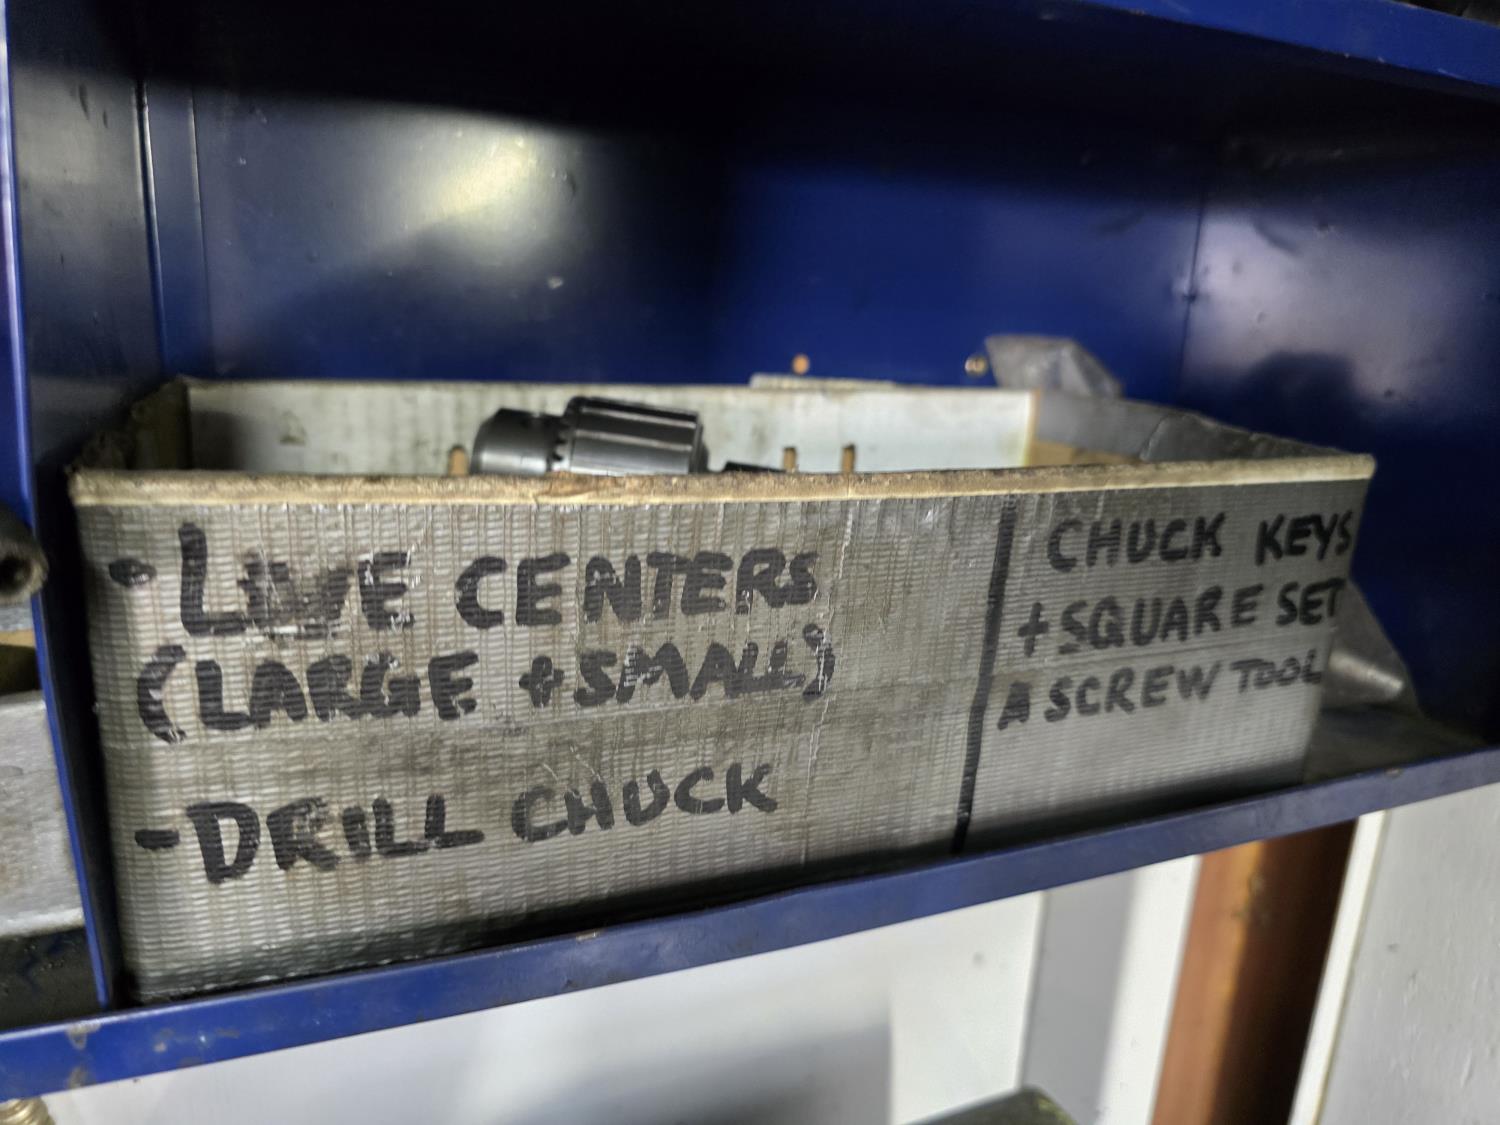 - LIVE CENTERS
(LARGE + SMALL)
- DRILL CHUCK
CHUCK KEYS
+ SQUARE SET
A SCREW TOOL